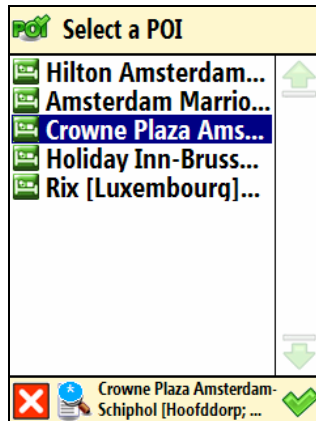 POI Select a POI
Hilton Amsterdam...
Amsterdam Marrio...
Crowne Plaza Ams...
Holiday Inn-Bruss...
Rix [Luxembourg]...
Crowne Plaza Amsterdam-
Schiphol [Hoofddorp; ...